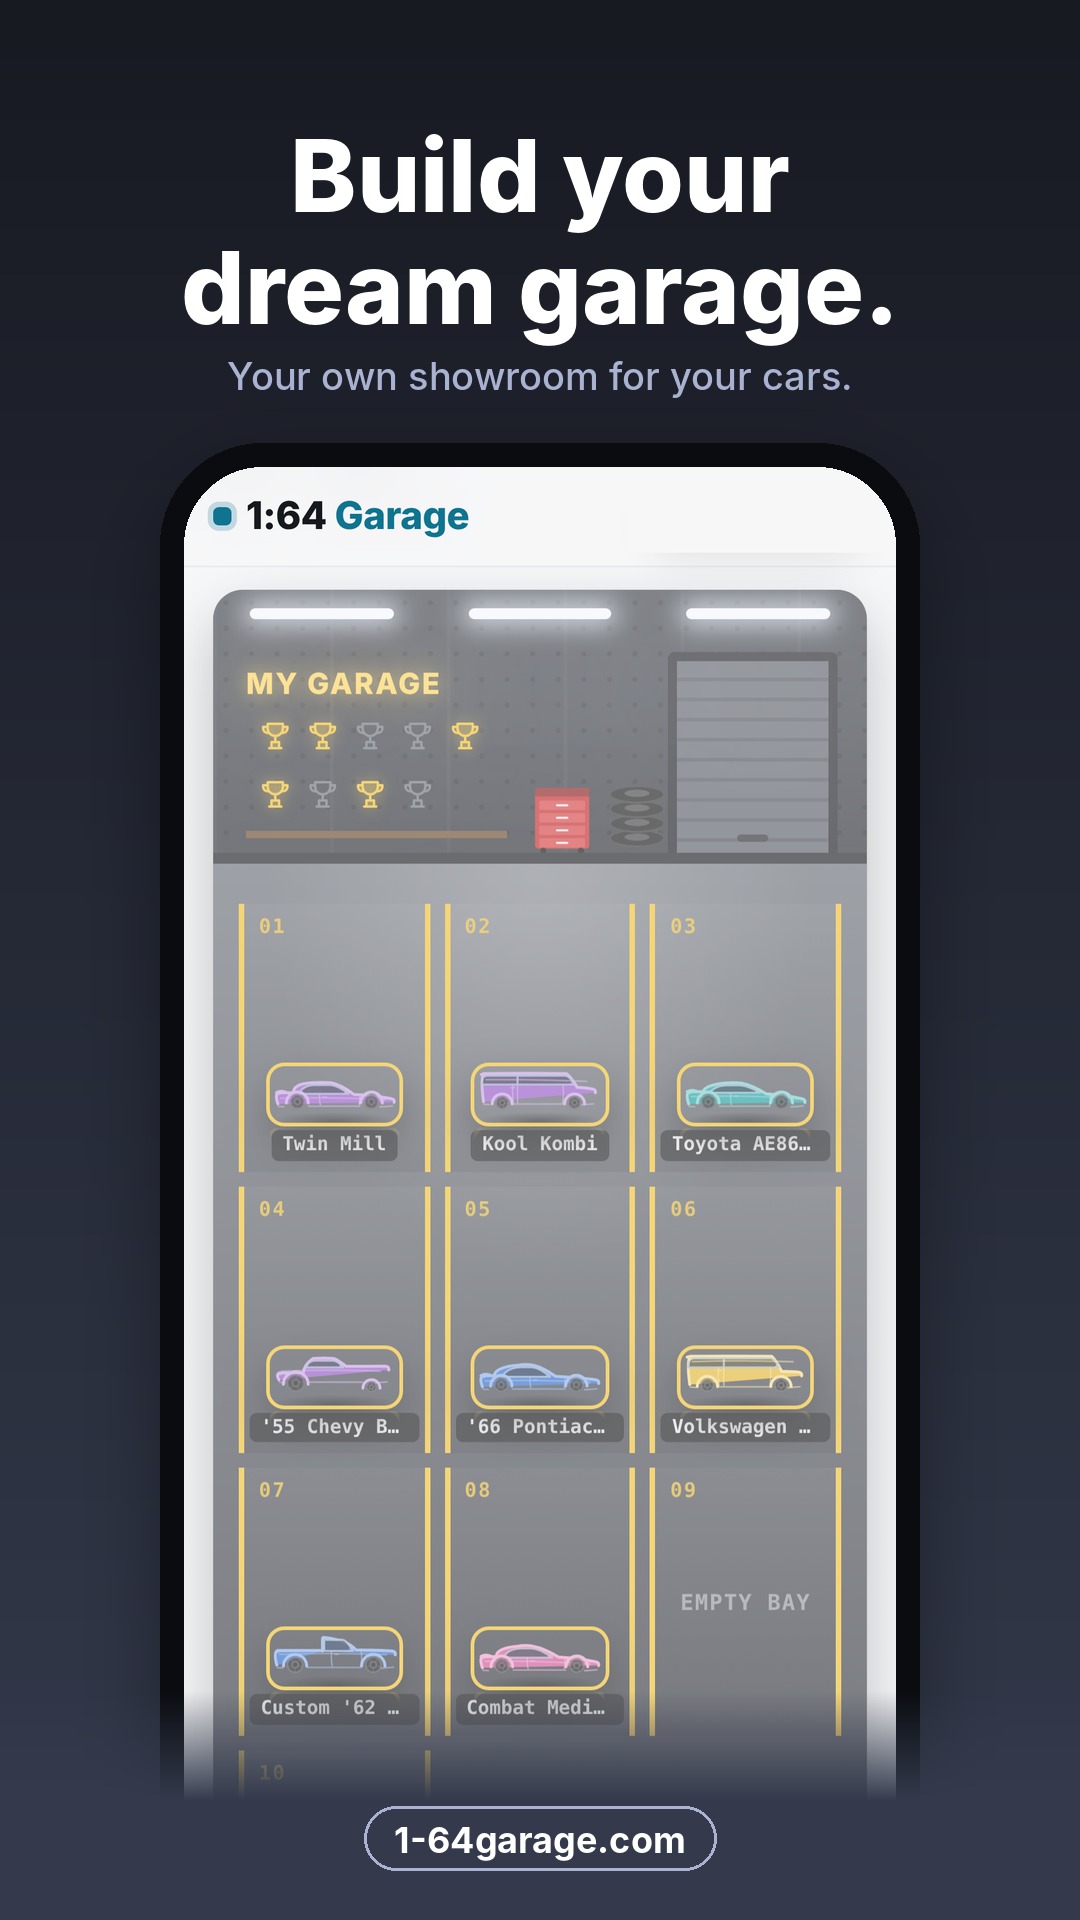 Build your
dream garage.
Your own showroom for your cars.
1:64 Garage
MY GARAGE
01 02 03
Twin Mill Kool Kombi Toyota AE86…
04 05 06
'55 Chevy B… '66 Pontiac… Volkswagen …
07 08 09
EMPTY BAY
Custom '62 … Combat Medi…
10
1-64garage.com